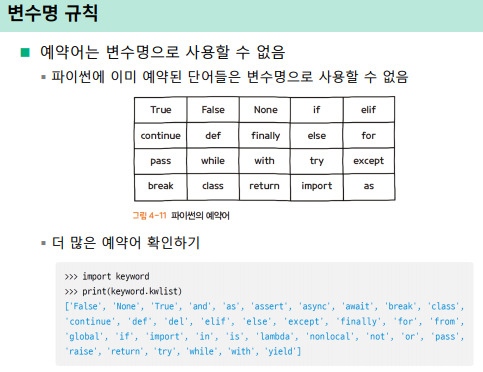 변수명 규칙
예약어는 변수명으로 사용할 수 없음
파이썬에 이미 예약된 단어들은 변수명으로 사용할 수 없음
True False None if elif
continue def finally else for
pass while with try except
break class return import as
그림 4-11 파이썬의 예약어
더 많은 예약어 확인하기
>>> import keyword
>>> print(keyword.kwlist)
['False', 'None', 'True', 'and', 'as', 'assert', 'async', 'await', 'break', 'class',
'continue', 'def', 'del', 'elif', 'else', 'except', 'finally', 'for', 'from',
'global', 'if', 'import', 'in', 'is', 'lambda', 'nonlocal', 'not', 'or', 'pass',
'raise', 'return', 'try', 'while', 'with', 'yield']